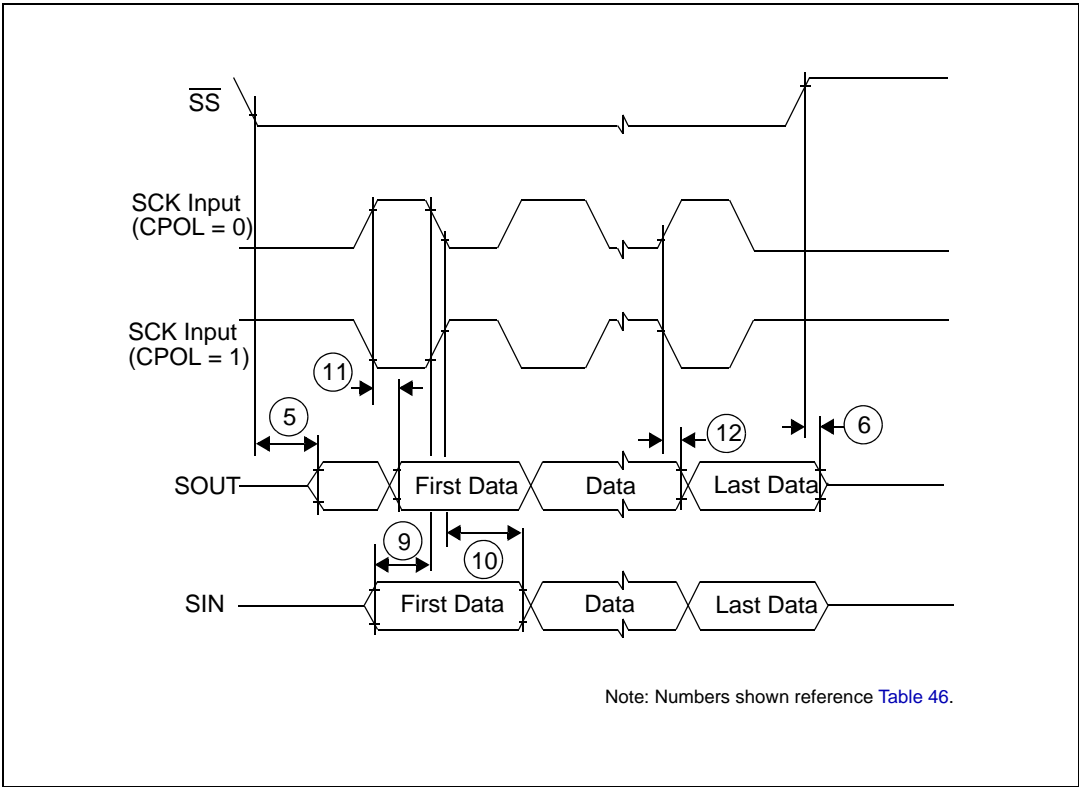 SS
SCK Input
(CPOL = 0)
SCK Input
(CPOL = 1)
11
5
12
6
SOUT
First Data
Data
Last Data
9
10
SIN
First Data
Data
Last Data
Note: Numbers shown reference Table 46.